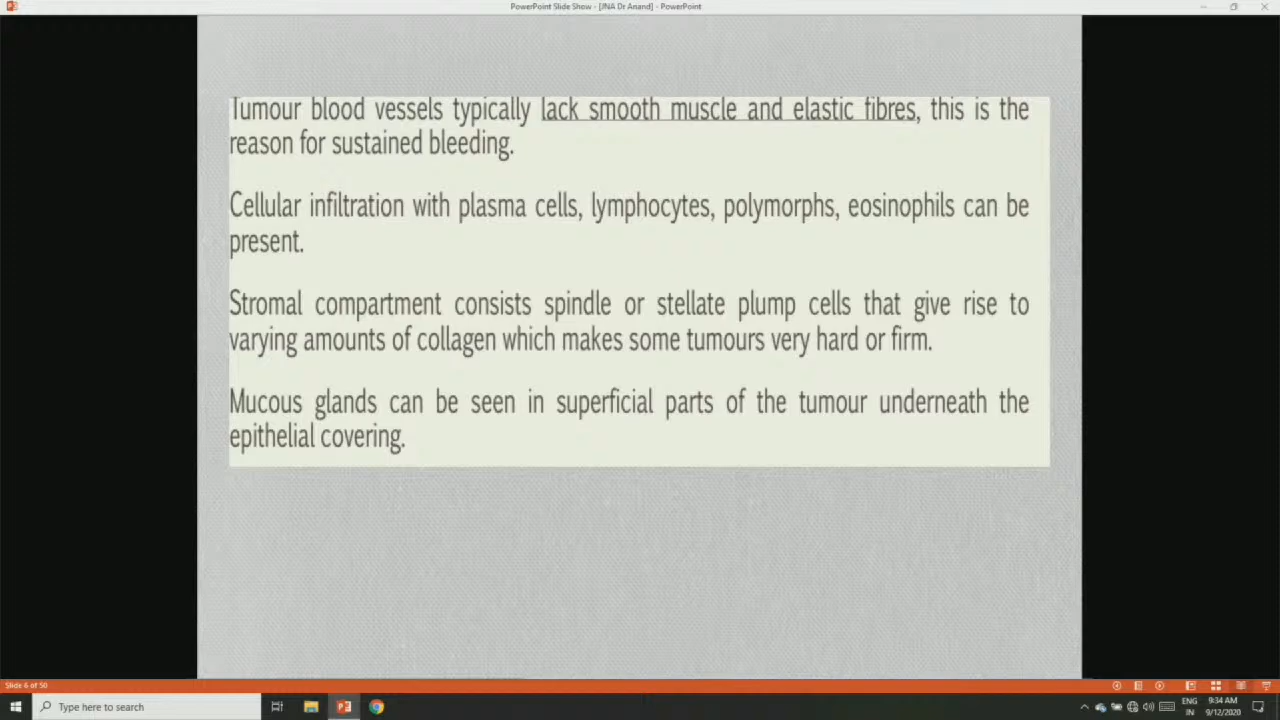 PowerPoint Slide Show - [JNA Dr Anand] - PowerPoint
Tumour blood vessels typically lack smooth muscle and elastic fibres, this is the
reason for sustained bleeding.
Cellular infiltration with plasma cells, lymphocytes, polymorphs, eosinophils can be
present.
Stromal compartment consists spindle or stellate plump cells that give rise to
varying amounts of collagen which makes some tumours very hard or firm.
Mucous glands can be seen in superficial parts of the tumour underneath the
epithelial covering.
Slide 6 of 50
Type here to search
ENG
IN
9:34 AM
9/12/2020